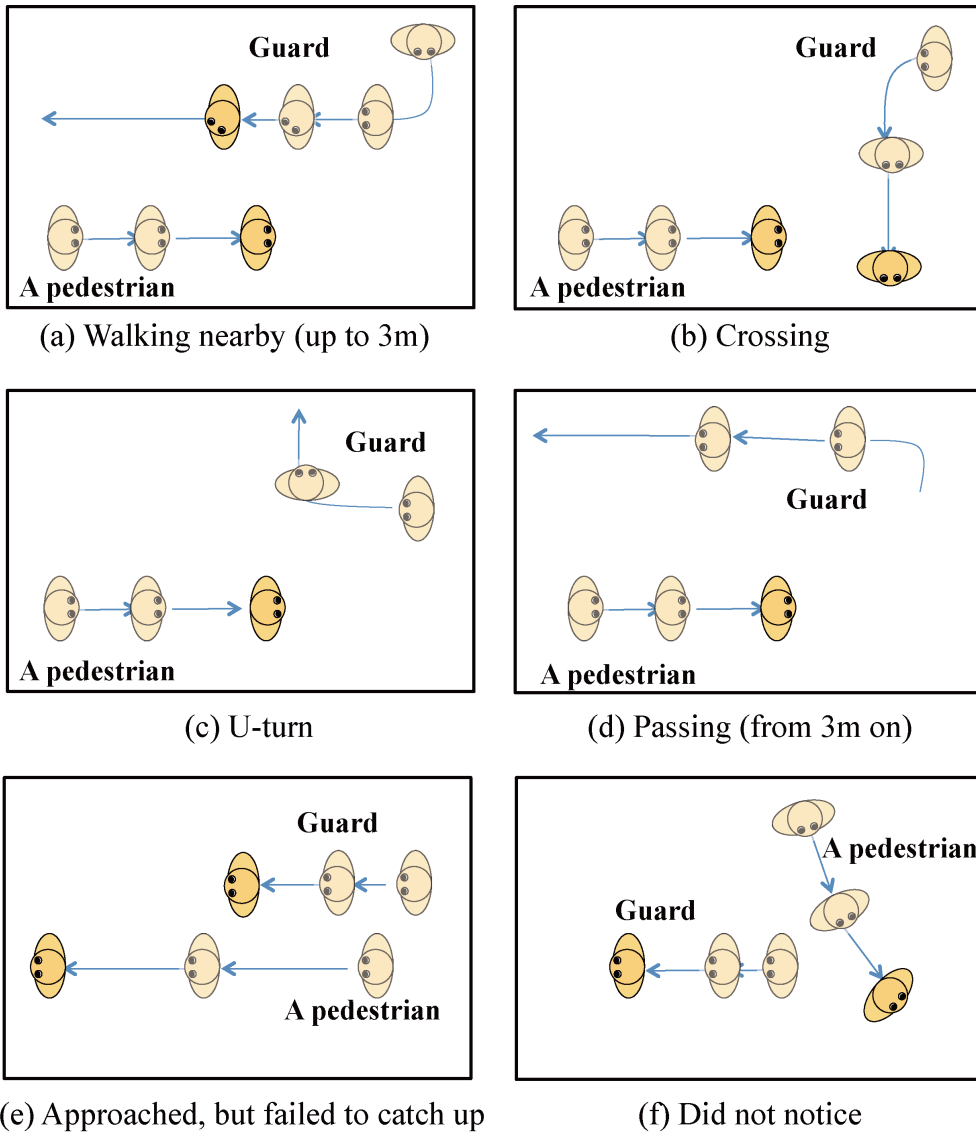 Guard
A pedestrian
(a) Walking nearby (up to 3m)
Guard
A pedestrian
(b) Crossing
Guard
A pedestrian
(c) U-turn
Guard
A pedestrian
(d) Passing (from 3m on)
Guard
A pedestrian
(e) Approached, but failed to catch up
A pedestrian
Guard
(f) Did not notice